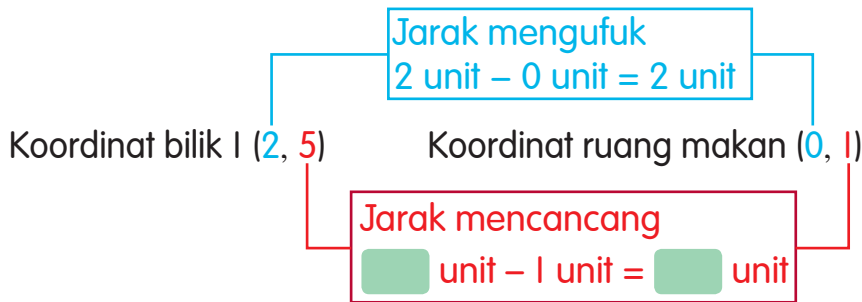 Jarak mengufuk
2 unit – 0 unit = 2 unit
Koordinat bilik 1 (2, 5) Koordinat ruang makan (0, 1)
Jarak mencancang
unit – 1 unit = unit